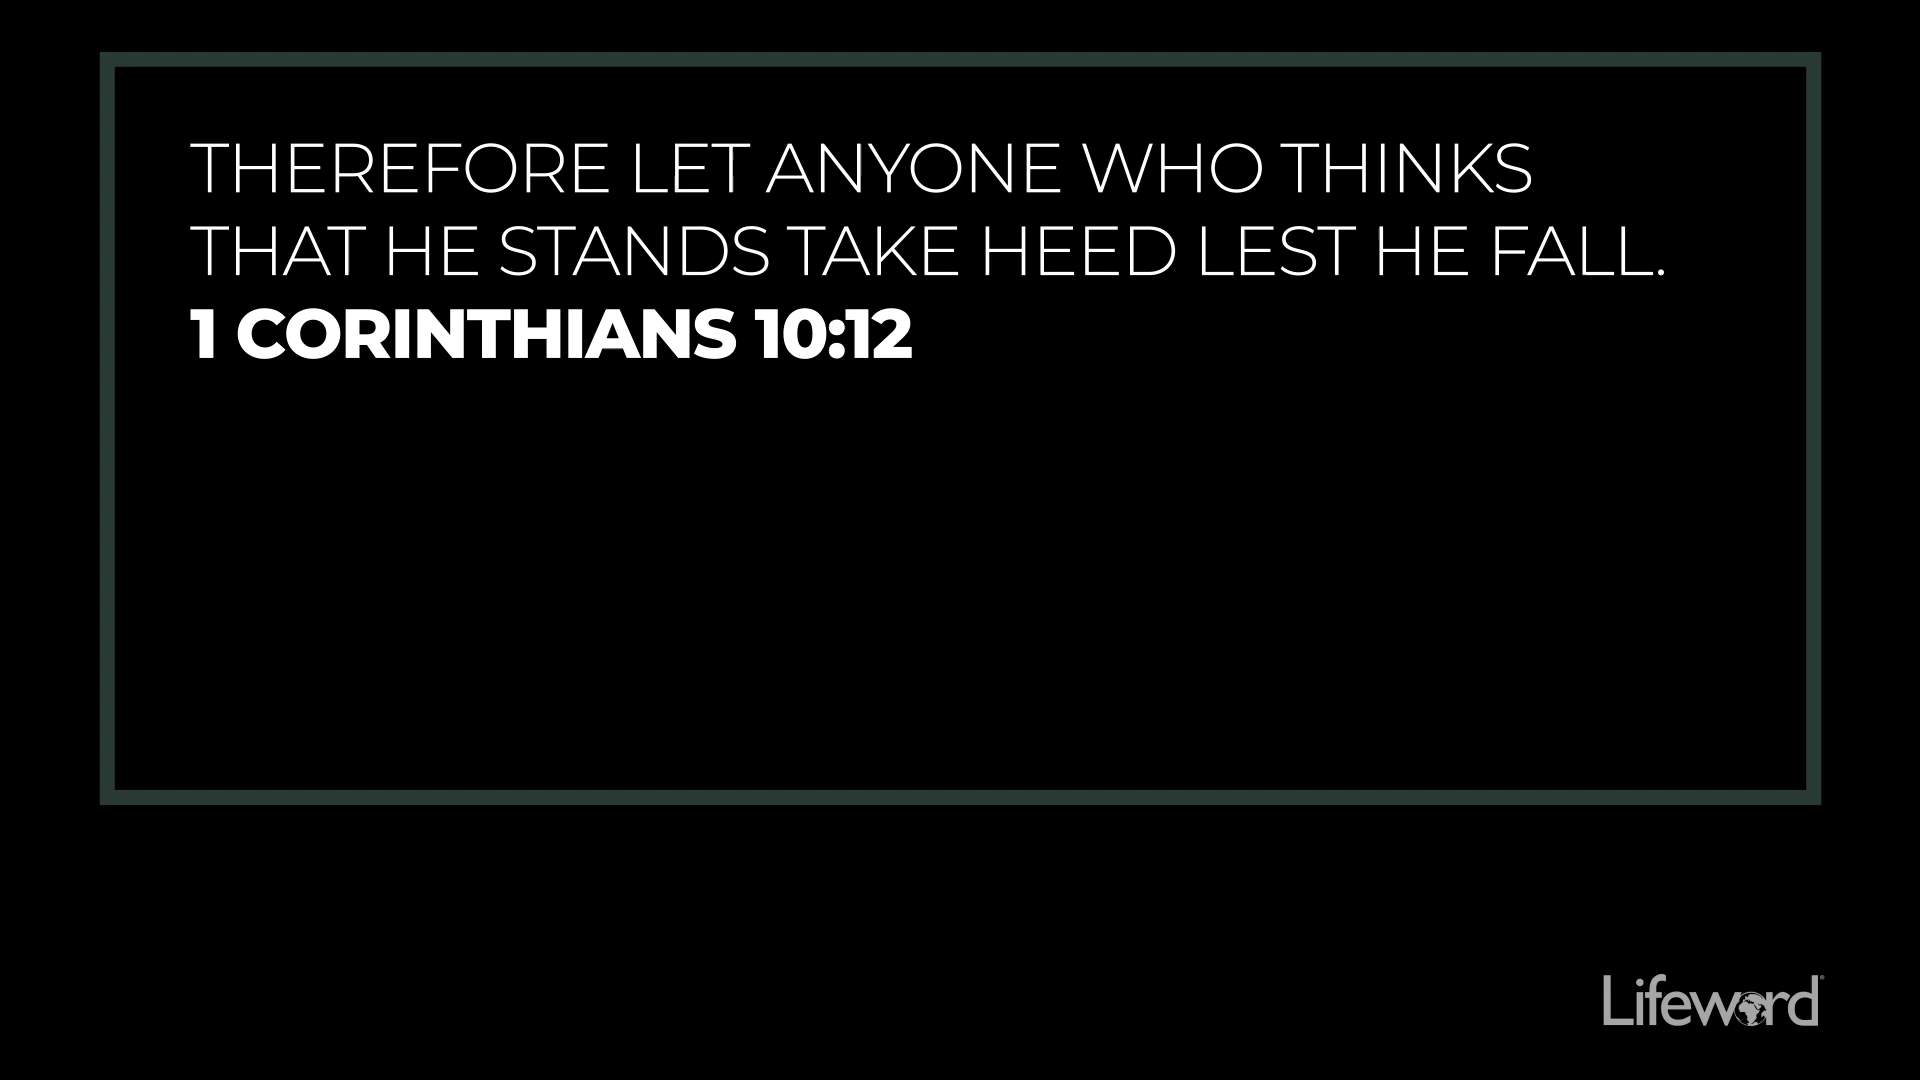 THEREFORE LET ANYONE WHO THINKS
THAT HE STANDS TAKE HEED LEST HE FALL.
1 CORINTHIANS 10:12
Lifeword®